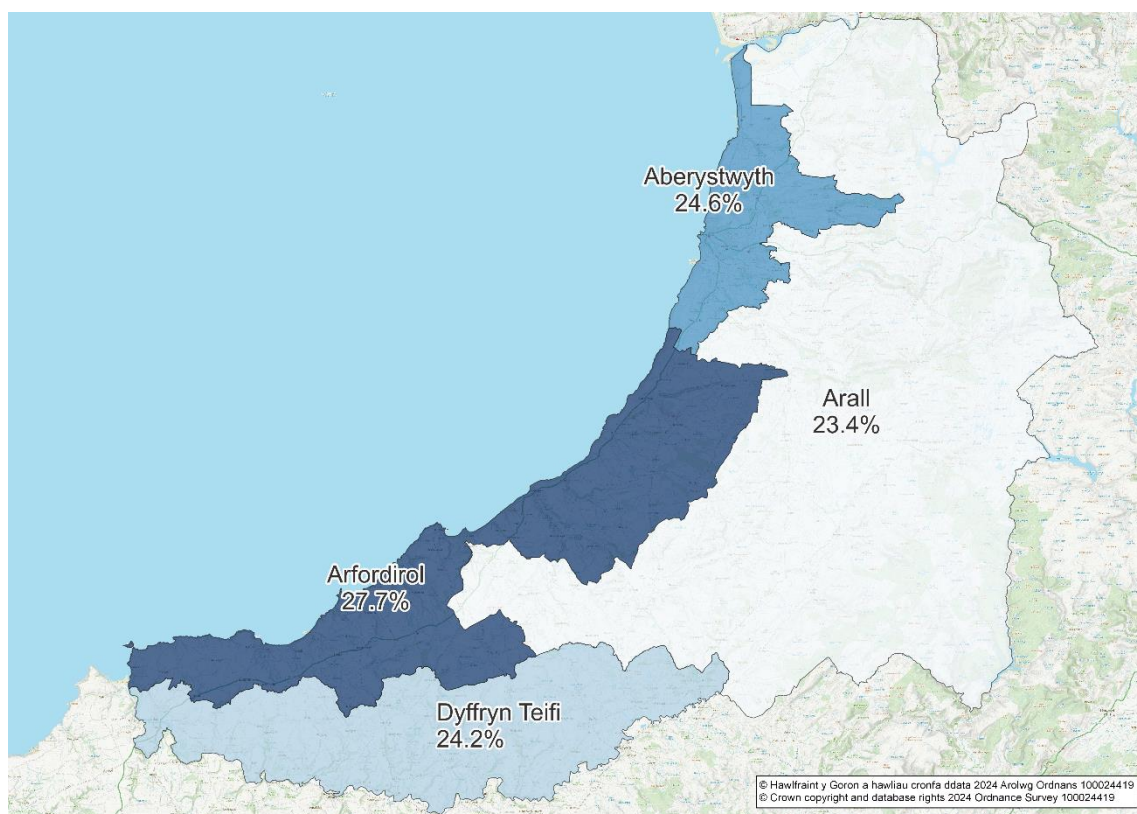 Aberystwyth
24.6%
Arall
23.4%
Arfordirol
27.7%
Dyffryn Teifi
24.2%
© Hawlfraint y Goron a hawliau cronfa ddata 2024 Arolwg Ordnans 100024419
© Crown copyright and database rights 2024 Ordnance Survey 100024419